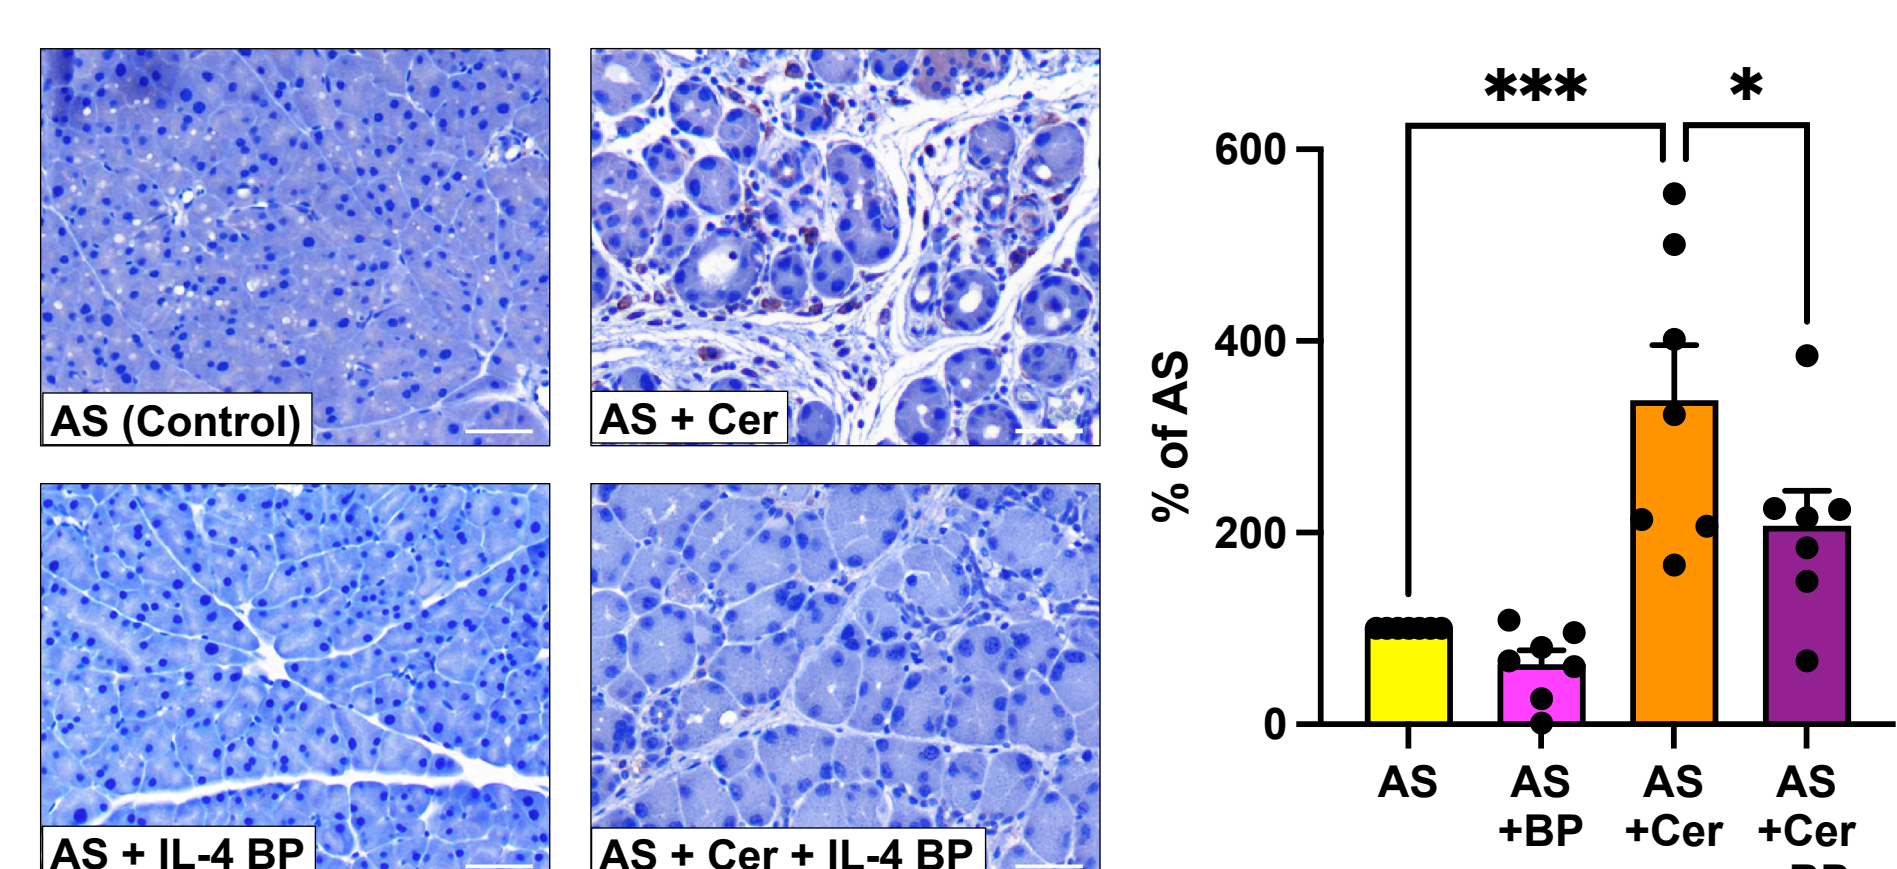 AS (Control)
AS + Cer
AS + IL-4 BP
AS + Cer + IL-4 BP
***
*
% of AS
600
400
200
0
AS
AS
+BP
AS
+Cer
AS
+Cer
BP